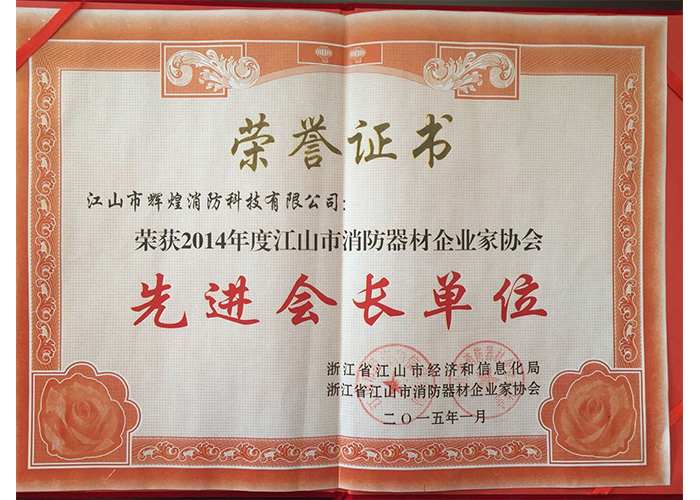 荣誉证书
江山市辉煌消防科技有限公司：
荣获2014年度江山市消防器材企业家协会
先进会长单位
浙江省江山市经济和信息化局
浙江省江山市消防器材企业家协会
二〇一五年一月